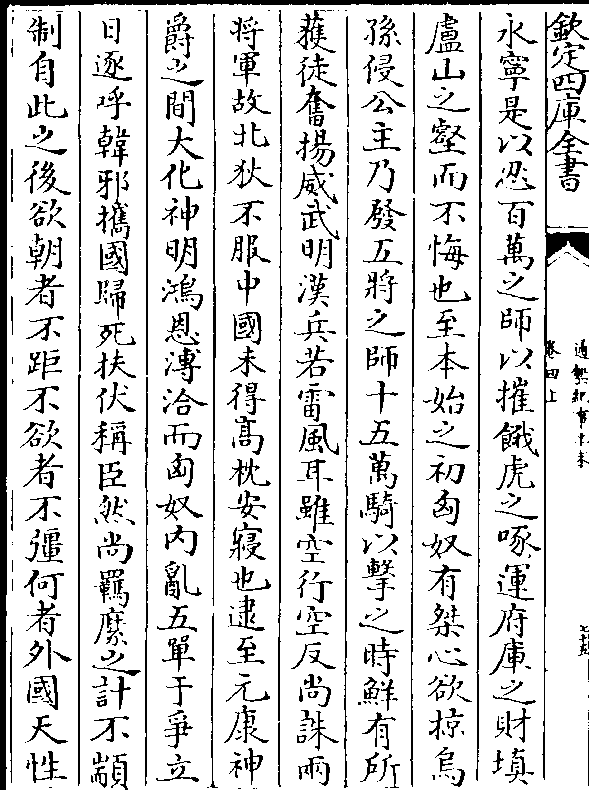 欽定四庫全書
通鑑紀事本末
卷四上
永寧是以忍百萬之師以摧餓虎之啄運府庫之財填
盧山之壑而不悔也至本始之初匈奴有桀心欲掠烏
孫侵公主乃發五將之師十五萬騎以擊之時鮮有所
獲徒奮揚威武明漢兵若雷風耳雖空行空反尚誅兩
将軍故北狄不服中國未得髙枕安寢也逮至元康神
爵之間大化神明鴻恩溥洽而匈奴内亂五單于爭立
日逐呼韓邪攜國歸死扶伏稱臣然尚羈縻之計不顓
制自此之後欲朝者不距不欲者不彊何者外國天性